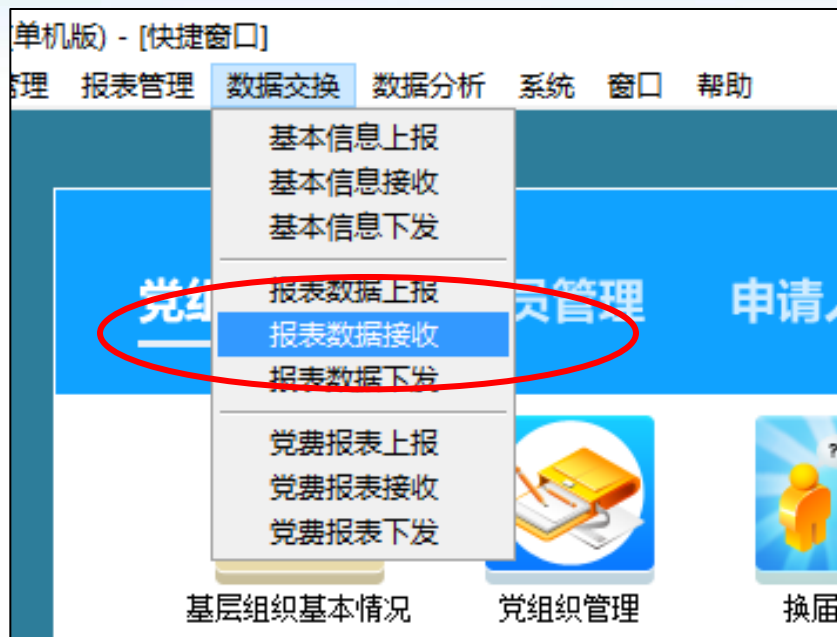 单机版) - [快捷窗口]
管理 报表管理 数据交换 数据分析 系统 窗口 帮助
基本信息上报
基本信息接收
基本信息下发
报表数据上报
报表数据接收
报表数据下发
党费报表上报
党费报表接收
党费报表下发
党组 员管理 申请人
基层组织基本情况 党组织管理 换届